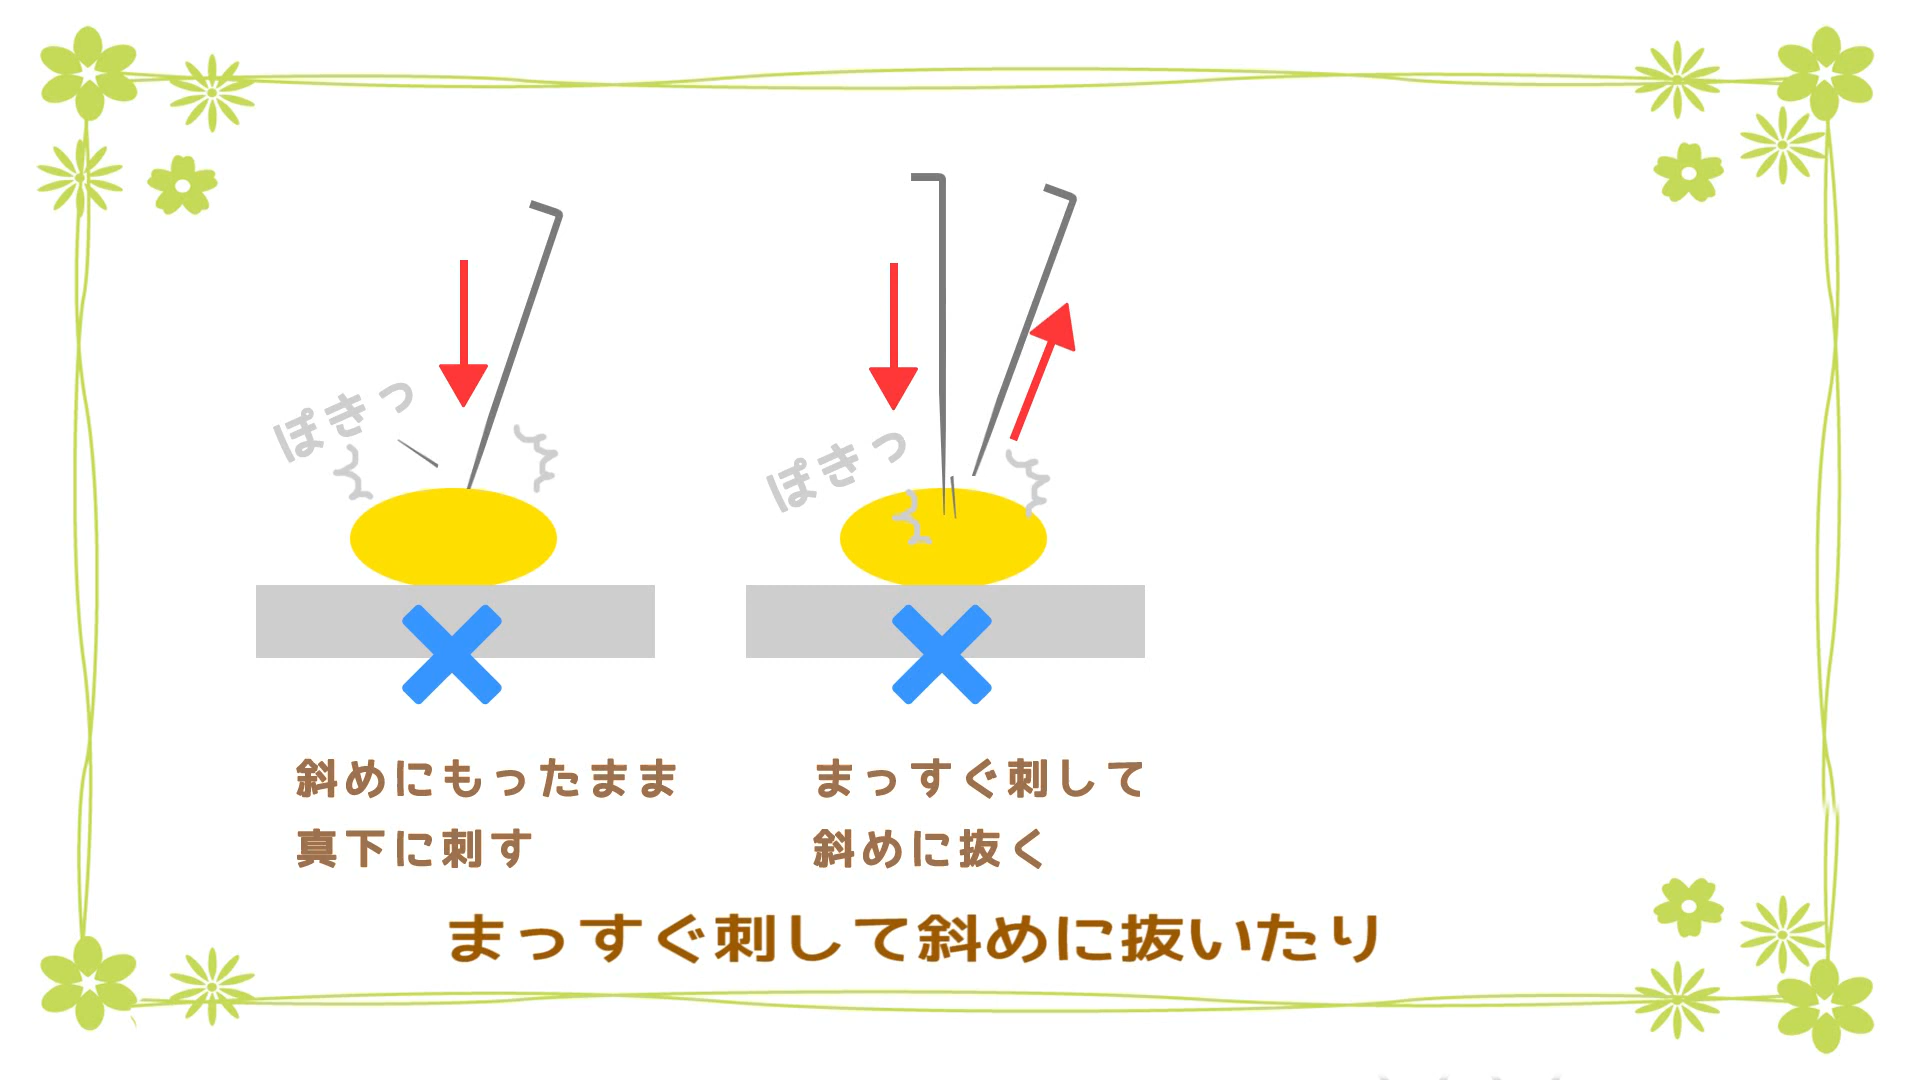 ぽきっ
ぽきっ
斜めにもったまま
真下に刺す
まっすぐ刺して
斜めに抜く
まっすぐ刺して斜めに抜いたり